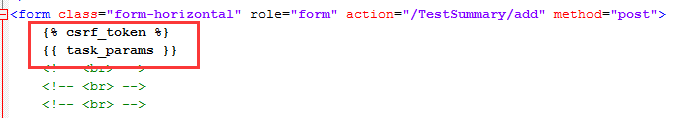 <form class="form-horizontal" role="form" action="/TestSummary/add" method="post">
{% csrf_token %}
{{ task_params }}
<!-- <br> -->
<!-- <br> -->
<!-- <br> -->